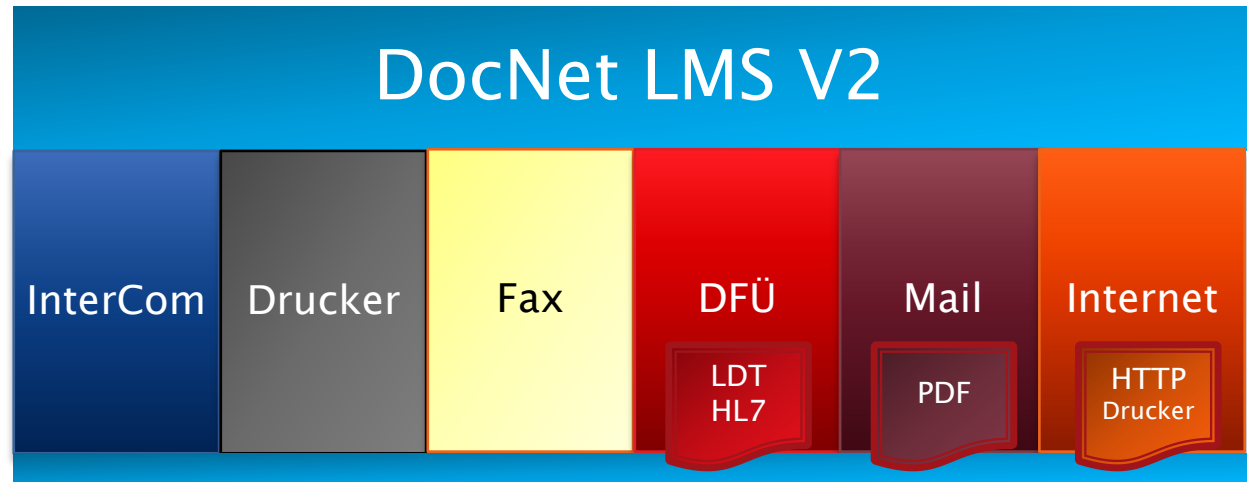 DocNet LMS V2
InterCom
Drucker
Fax
DFÜ
Mail
Internet
LDT
HL7
PDF
HTTP
Drucker